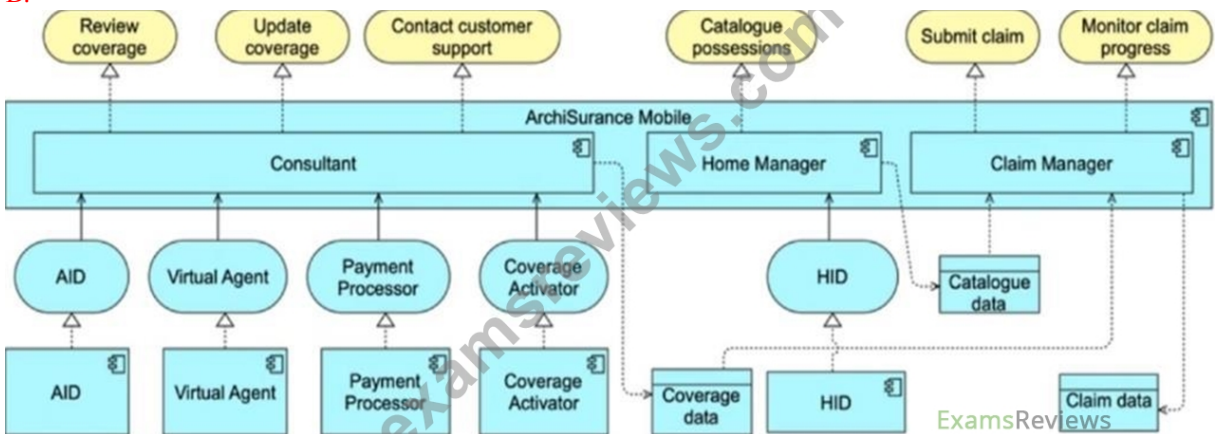 B.
Review
coverage
Update
coverage
Contact customer
support
Catalogue
possessions
Submit claim
Monitor claim
progress
ArchiSurance Mobile
Consultant
Home Manager
Claim Manager
AID
Virtual Agent
Payment
Processor
Coverage
Activator
HID
Catalogue
data
AID
Virtual Agent
Payment
Processor
Coverage
Activator
Coverage
data
HID
Claim data
examsreviews.com
ExamsReviews